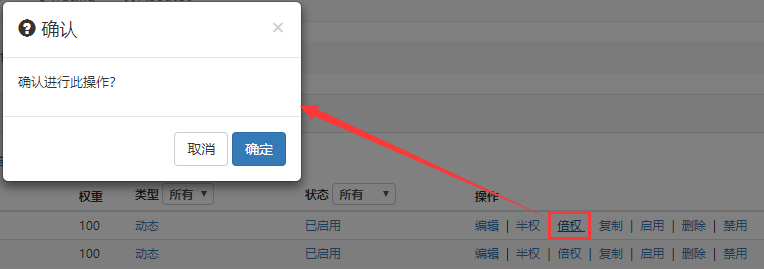 确认
×
确认进行此操作?
取消 确定
权重 类型 所有 状态 所有 操作
100 动态 已启用 编辑 | 半权 | 倍权 | 复制 | 启用 | 删除 | 禁用
100 动态 已启用 编辑 | 半权 | 倍权 | 复制 | 启用 | 删除 | 禁用